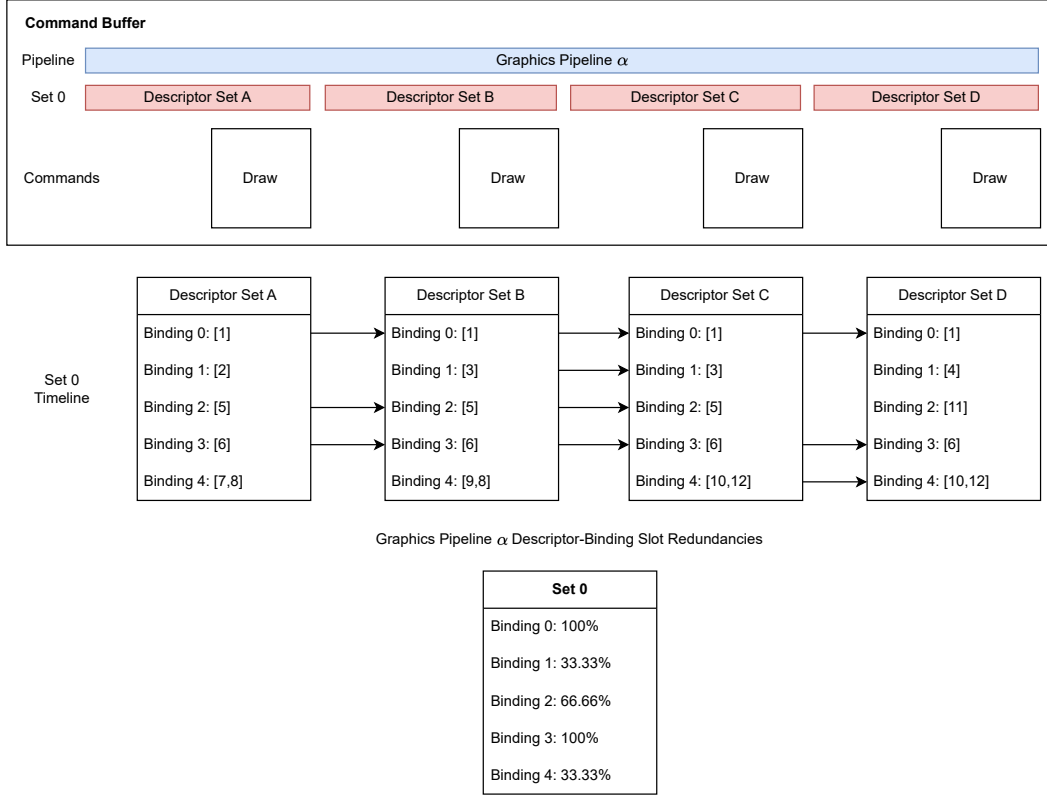 Command Buffer
Pipeline
Graphics Pipeline α
Set 0
Descriptor Set A
Descriptor Set B
Descriptor Set C
Descriptor Set D
Commands
Draw
Draw
Draw
Draw
Set 0
Timeline
Descriptor Set A
Binding 0: [1]
Binding 1: [2]
Binding 2: [5]
Binding 3: [6]
Binding 4: [7,8]
Descriptor Set B
Binding 0: [1]
Binding 1: [3]
Binding 2: [5]
Binding 3: [6]
Binding 4: [9,8]
Descriptor Set C
Binding 0: [1]
Binding 1: [3]
Binding 2: [5]
Binding 3: [6]
Binding 4: [10,12]
Descriptor Set D
Binding 0: [1]
Binding 1: [4]
Binding 2: [11]
Binding 3: [6]
Binding 4: [10,12]
Graphics Pipeline α Descriptor-Binding Slot Redundancies
Set 0
Binding 0: 100%
Binding 1: 33.33%
Binding 2: 66.66%
Binding 3: 100%
Binding 4: 33.33%